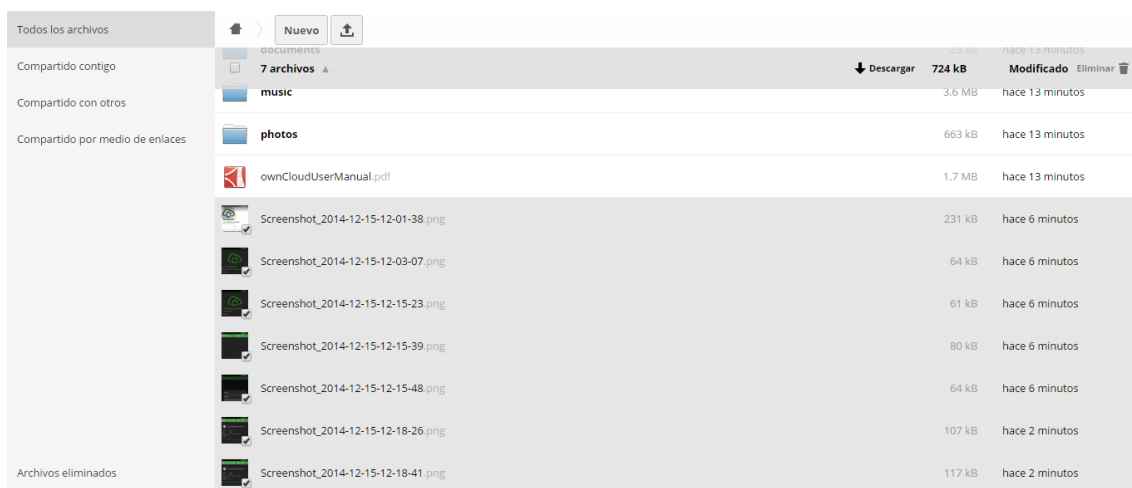 Todos los archivos
Nuevo
Compartido contigo
Compartido con otros
Compartido por medio de enlaces
Archivos eliminados
documents 23 kB hace 13 minutos
7 archivos Descargar 724 kB Modificado Eliminar
music 3.6 MB hace 13 minutos
photos 663 kB hace 13 minutos
ownCloudUserManual.pdf 1.7 MB hace 13 minutos
Screenshot_2014-12-15-12-01-38.png 231 kB hace 6 minutos
Screenshot_2014-12-15-12-03-07.png 64 kB hace 6 minutos
Screenshot_2014-12-15-12-15-23.png 61 kB hace 6 minutos
Screenshot_2014-12-15-12-15-39.png 80 kB hace 6 minutos
Screenshot_2014-12-15-12-15-48.png 64 kB hace 6 minutos
Screenshot_2014-12-15-12-18-26.png 107 kB hace 2 minutos
Screenshot_2014-12-15-12-18-41.png 117 kB hace 2 minutos